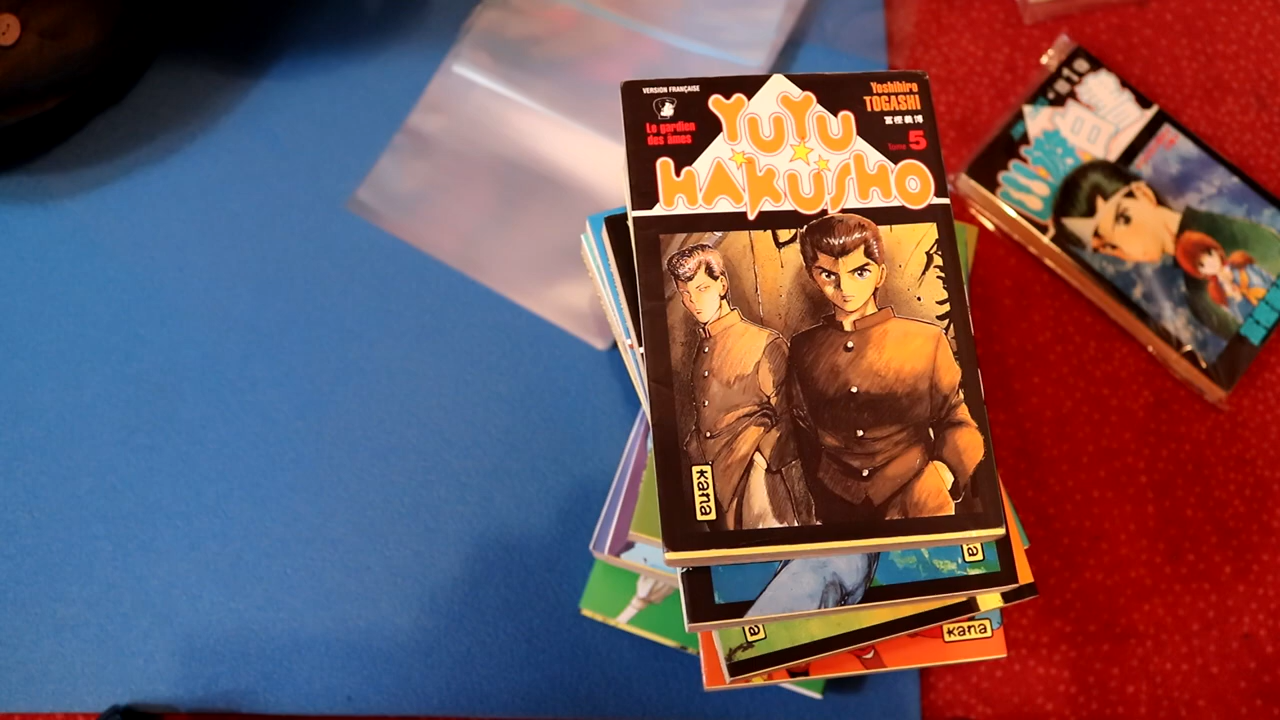 VERSION FRANÇAISE
Le gardien
des âmes
YUYU
HAKUSHO
Yoshihiro
TOGASHI
冨樫義博
Tome 5
KANA
KANA